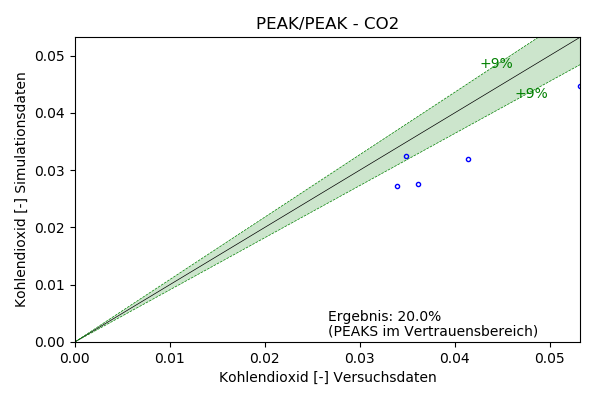 PEAK/PEAK - CO2
Kohlendioxid [-] Simulationsdaten
0.05
0.04
0.03
0.02
0.01
0.00
+9%
+9%
Ergebnis: 20.0%
(PEAKS im Vertrauensbereich)
0.00 0.01 0.02 0.03 0.04 0.05
Kohlendioxid [-] Versuchsdaten